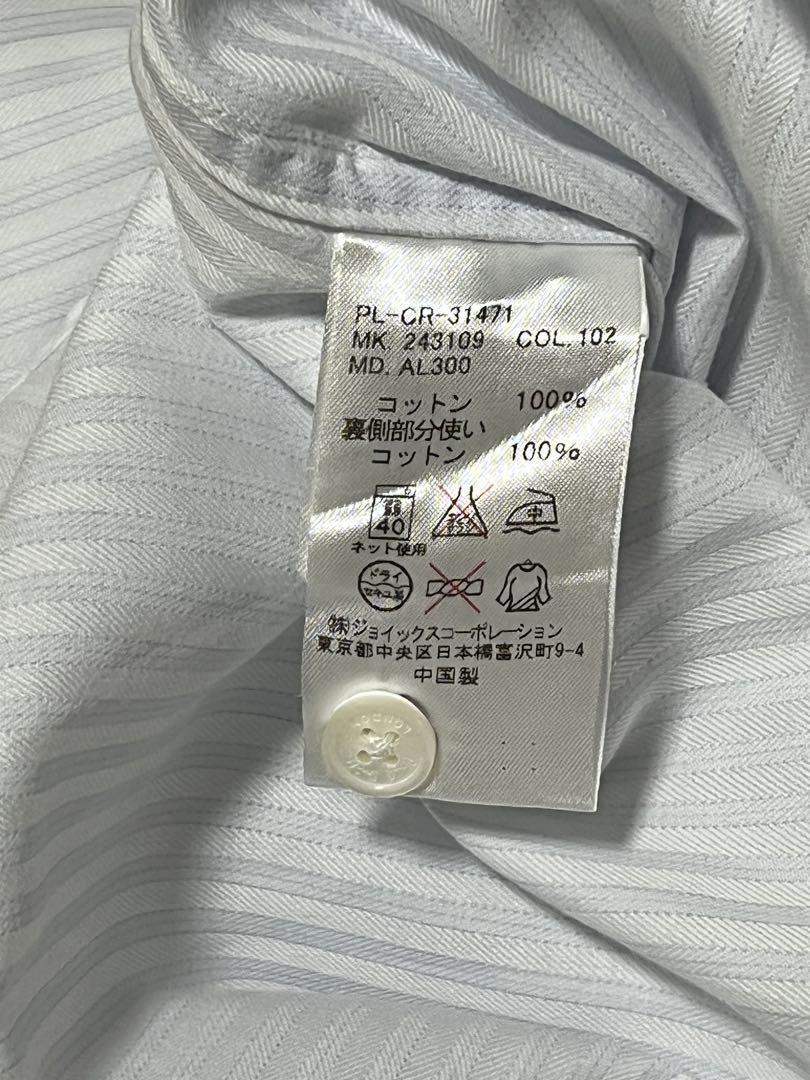 PL-CR-31471
MK. 243109 COL. 102
MD. AL300
コットン 100%
裏側部分使い
コットン 100%
40
中
ネット使用
ドライ
セキユ系
㈱ジョイックスコーポレーション
東京都中央区日本橋富沢町9-4
中国製